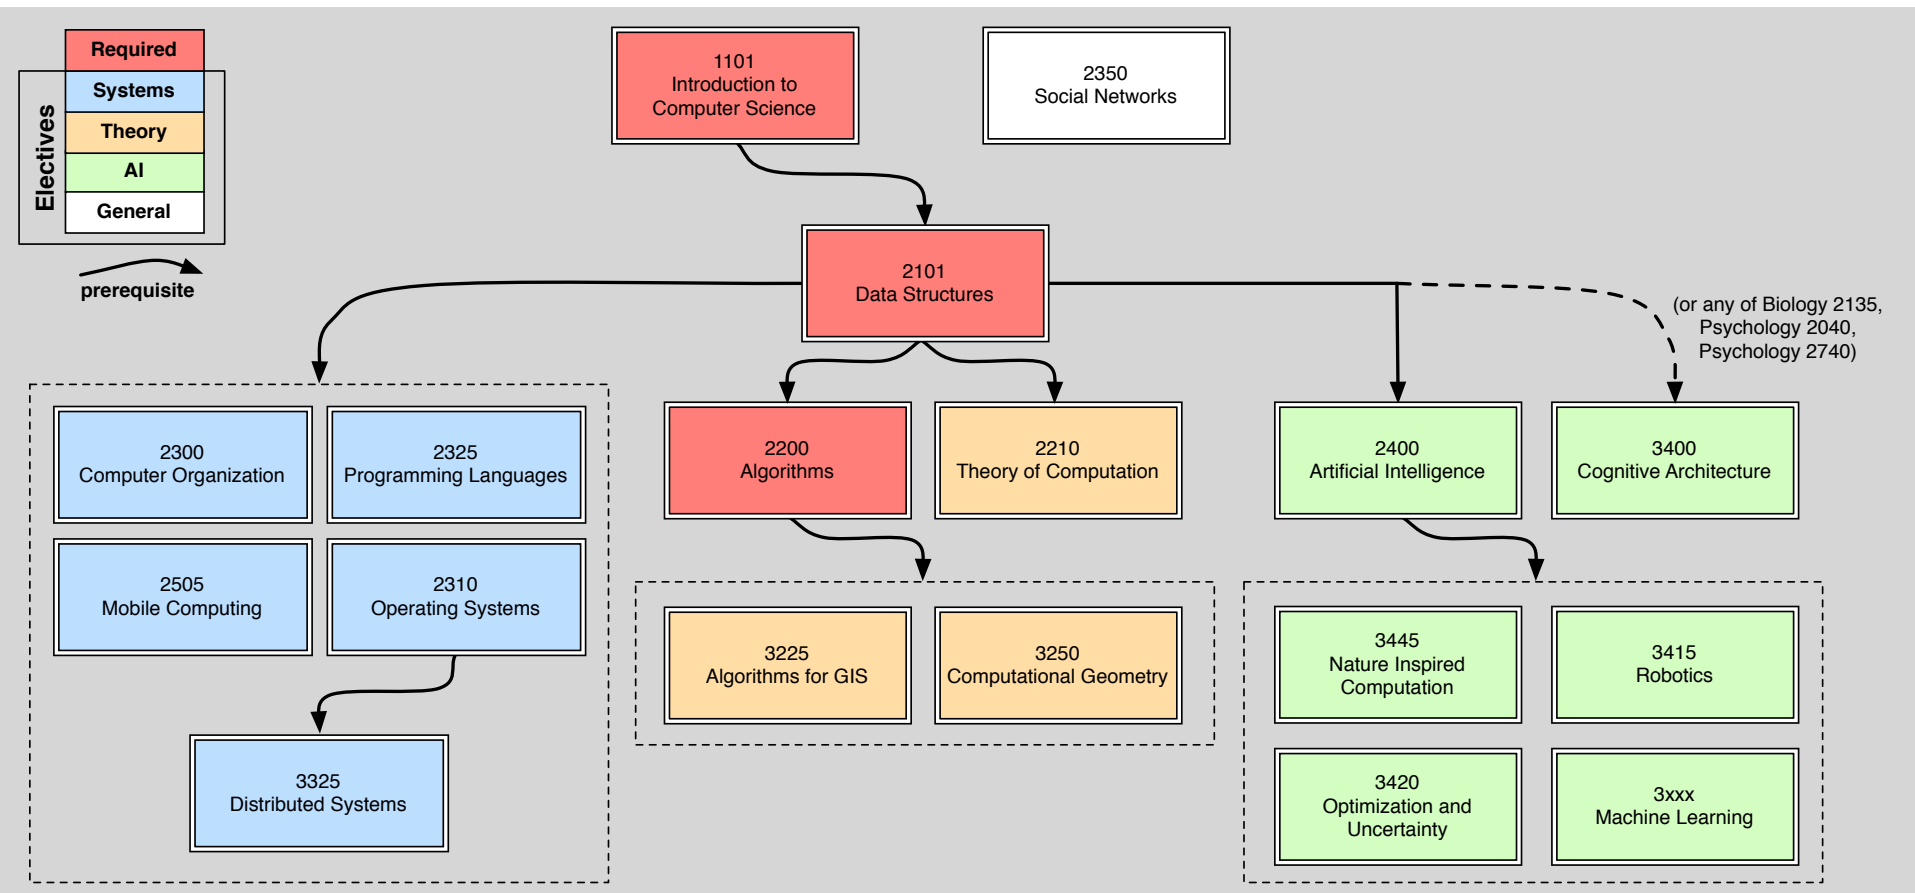 Required
Systems
Theory
AI
General
Electives
prerequisite
1101
Introduction to
Computer Science
2350
Social Networks
2101
Data Structures
(or any of Biology 2135,
Psychology 2040,
Psychology 2740)
2300
Computer Organization
2325
Programming Languages
2505
Mobile Computing
2310
Operating Systems
3325
Distributed Systems
2200
Algorithms
2210
Theory of Computation
3225
Algorithms for GIS
3250
Computational Geometry
2400
Artificial Intelligence
3400
Cognitive Architecture
3445
Nature Inspired
Computation
3415
Robotics
3420
Optimization and
Uncertainty
3xxx
Machine Learning